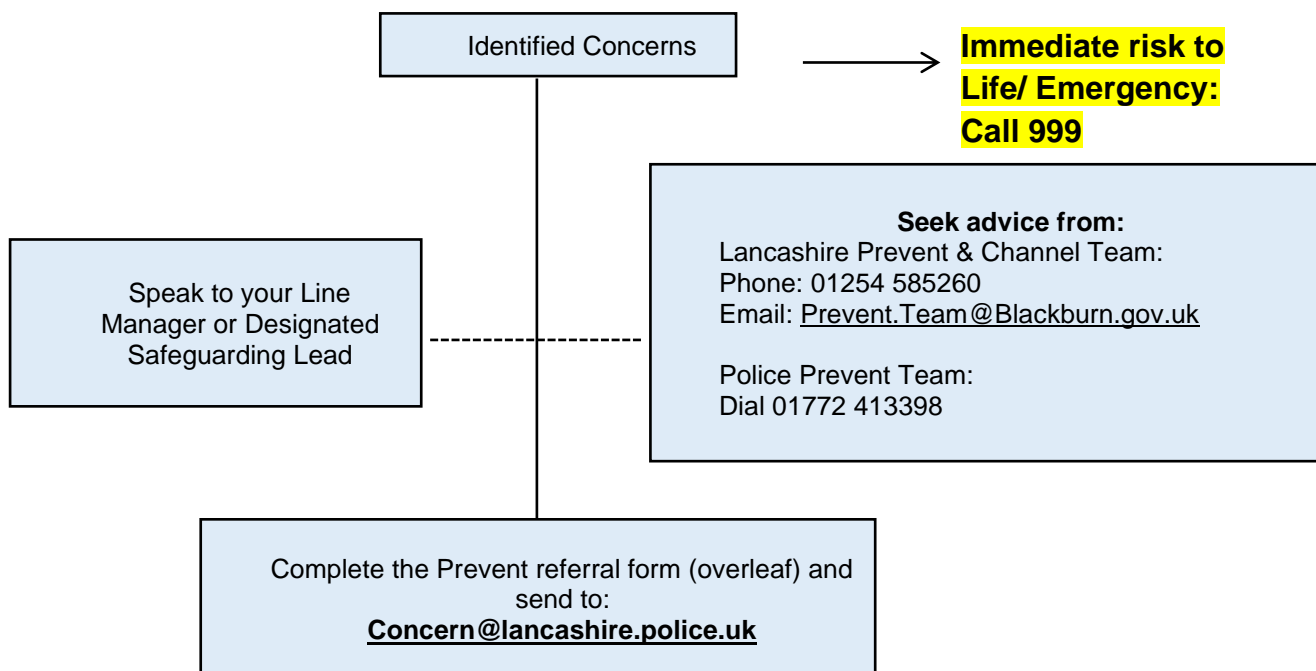 Identified Concerns
Immediate risk to
Life/ Emergency:
Call 999
Speak to your Line
Manager or Designated
Safeguarding Lead
Seek advice from:
Lancashire Prevent & Channel Team:
Phone: 01254 585260
Email: Prevent.Team@Blackburn.gov.uk
Police Prevent Team:
Dial 01772 413398
Complete the Prevent referral form (overleaf) and
send to:
Concern@lancashire.police.uk